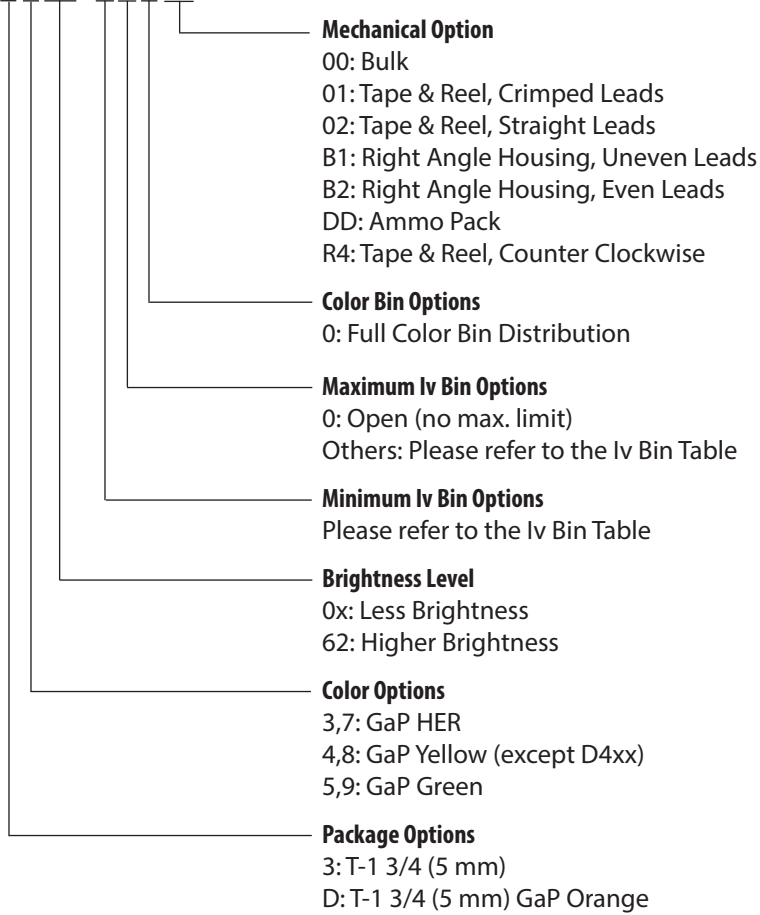 Mechanical Option
00: Bulk
01: Tape & Reel, Crimped Leads
02: Tape & Reel, Straight Leads
B1: Right Angle Housing, Uneven Leads
B2: Right Angle Housing, Even Leads
DD: Ammo Pack
R4: Tape & Reel, Counter Clockwise
Color Bin Options
0: Full Color Bin Distribution
Maximum Iv Bin Options
0: Open (no max. limit)
Others: Please refer to the Iv Bin Table
Minimum Iv Bin Options
Please refer to the Iv Bin Table
Brightness Level
0x: Less Brightness
62: Higher Brightness
Color Options
3,7: GaP HER
4,8: GaP Yellow (except D4xx)
5,9: GaP Green
Package Options
3: T-1 3/4 (5 mm)
D: T-1 3/4 (5 mm) GaP Orange